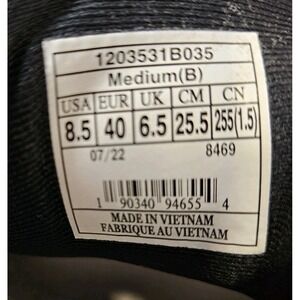 1203531B035
Medium(B)
USA EUR UK CM CN
8.5 40 6.5 25.5 255(1.5)
07/22 8469
1 90340 94655 4
MADE IN VIETNAM
FABRIQUE AU VIETNAM